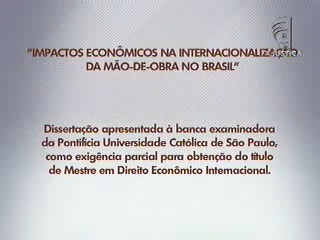 "IMPACTOS ECONÔMICOS NA INTERNACIONALIZAÇÃO
DA MÃO-DE-OBRA NO BRASIL"
JUSTIÇA
Dissertação apresentada à banca examinadora
da Pontifícia Universidade Católica de São Paulo,
como exigência parcial para obtenção do título
de Mestre em Direito Econômico Internacional.